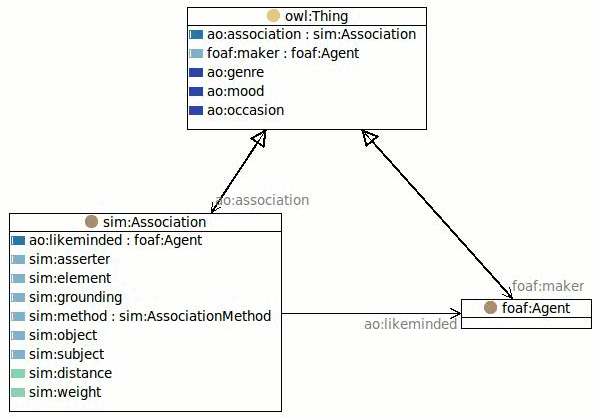 owl:Thing
ao:association : sim:Association
foaf:maker : foaf:Agent
ao:genre
ao:mood
ao:occasion
ao:association
sim:Association
ao:likeminded : foaf:Agent
sim:asserter
sim:element
sim:grounding
sim:method : sim:AssociationMethod
sim:object
sim:subject
sim:distance
sim:weight
foaf:maker
foaf:Agent
ao:likeminded